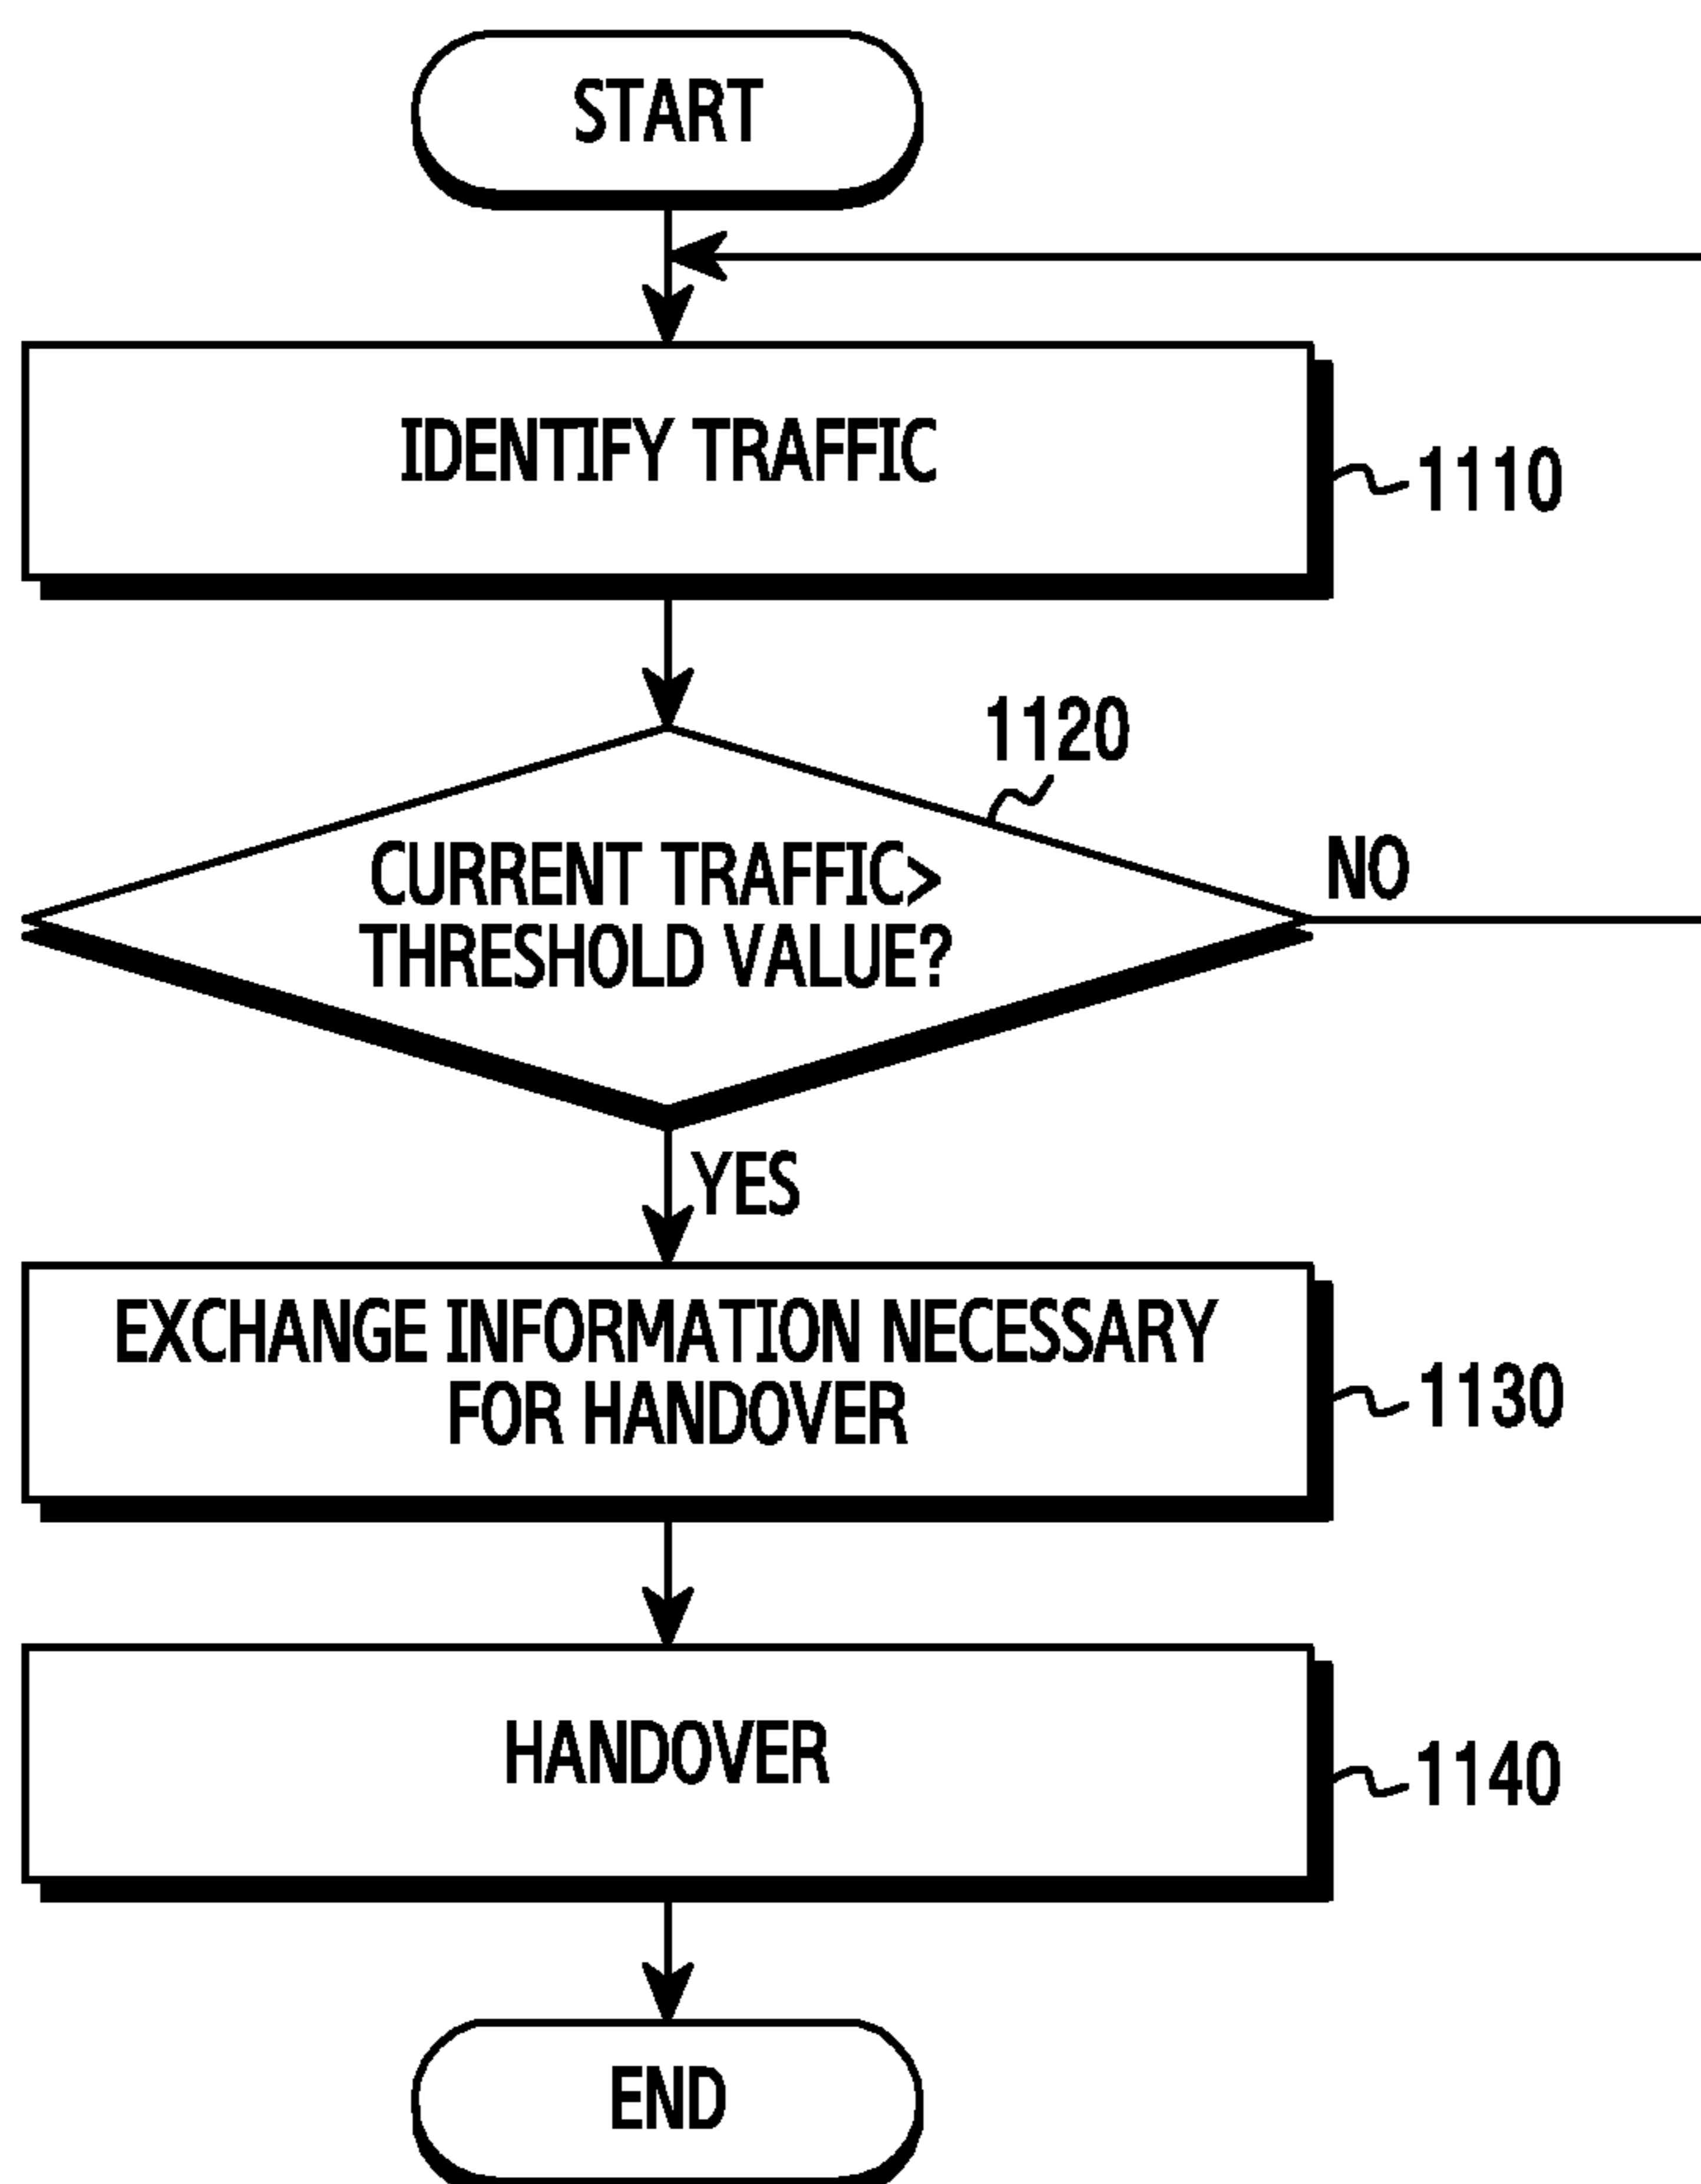 START
IDENTIFY TRAFFIC
1110
1120
CURRENT TRAFFIC>
THRESHOLD VALUE?
NO
YES
EXCHANGE INFORMATION NECESSARY
FOR HANDOVER
1130
HANDOVER
1140
END